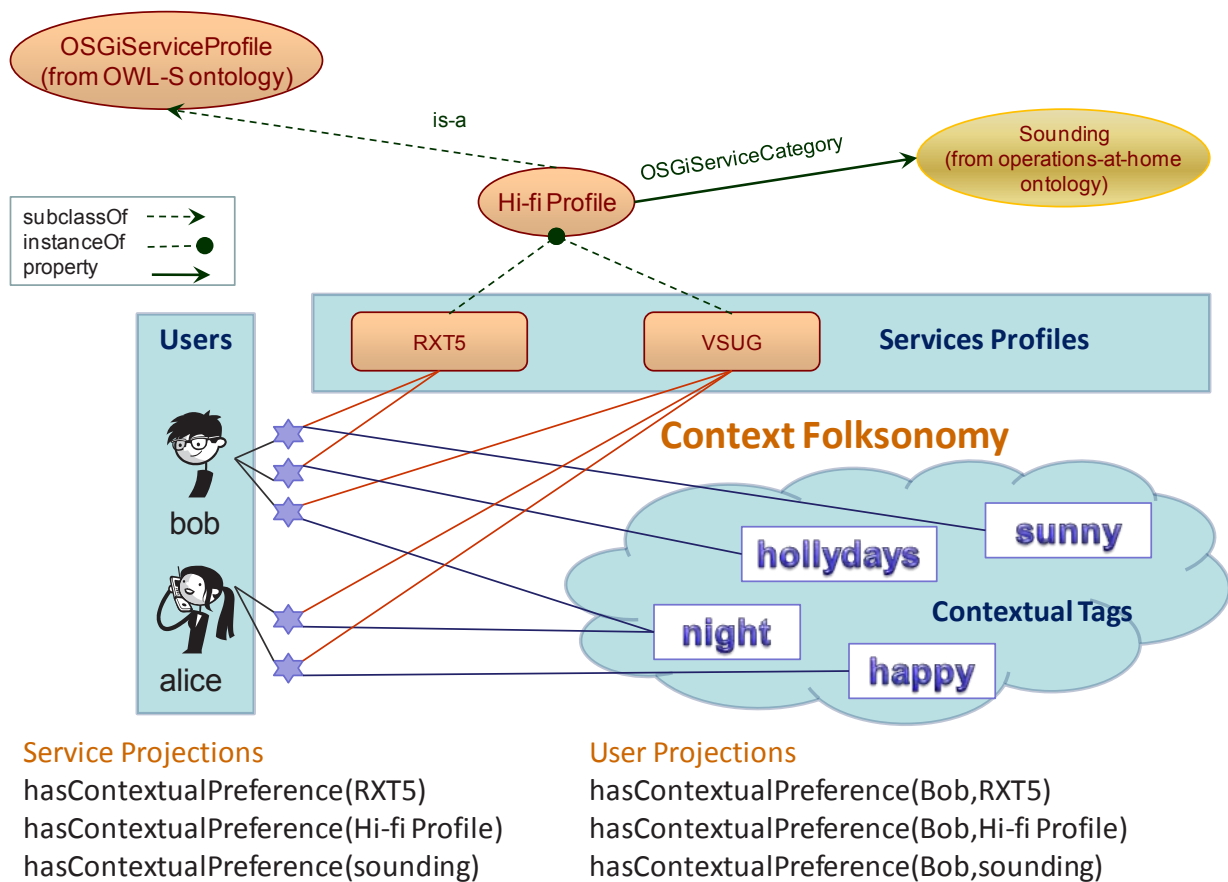 OSGiServiceProfile
(from OWL-S ontology)
is-a
OSGiServiceCategory
Sounding
(from operations-at-home
ontology)
Hi-fi Profile
subclassOf
instanceOf
property
Users
RXT5
VSUG
Services Profiles
Context Folksonomy
bob
sunny
hollydays
Contextual Tags
night
alice
happy
Service Projections
hasContextualPreference(RXT5)
hasContextualPreference(Hi-fi Profile)
hasContextualPreference(sounding)
User Projections
hasContextualPreference(Bob,RXT5)
hasContextualPreference(Bob,Hi-fi Profile)
hasContextualPreference(Bob,sounding)